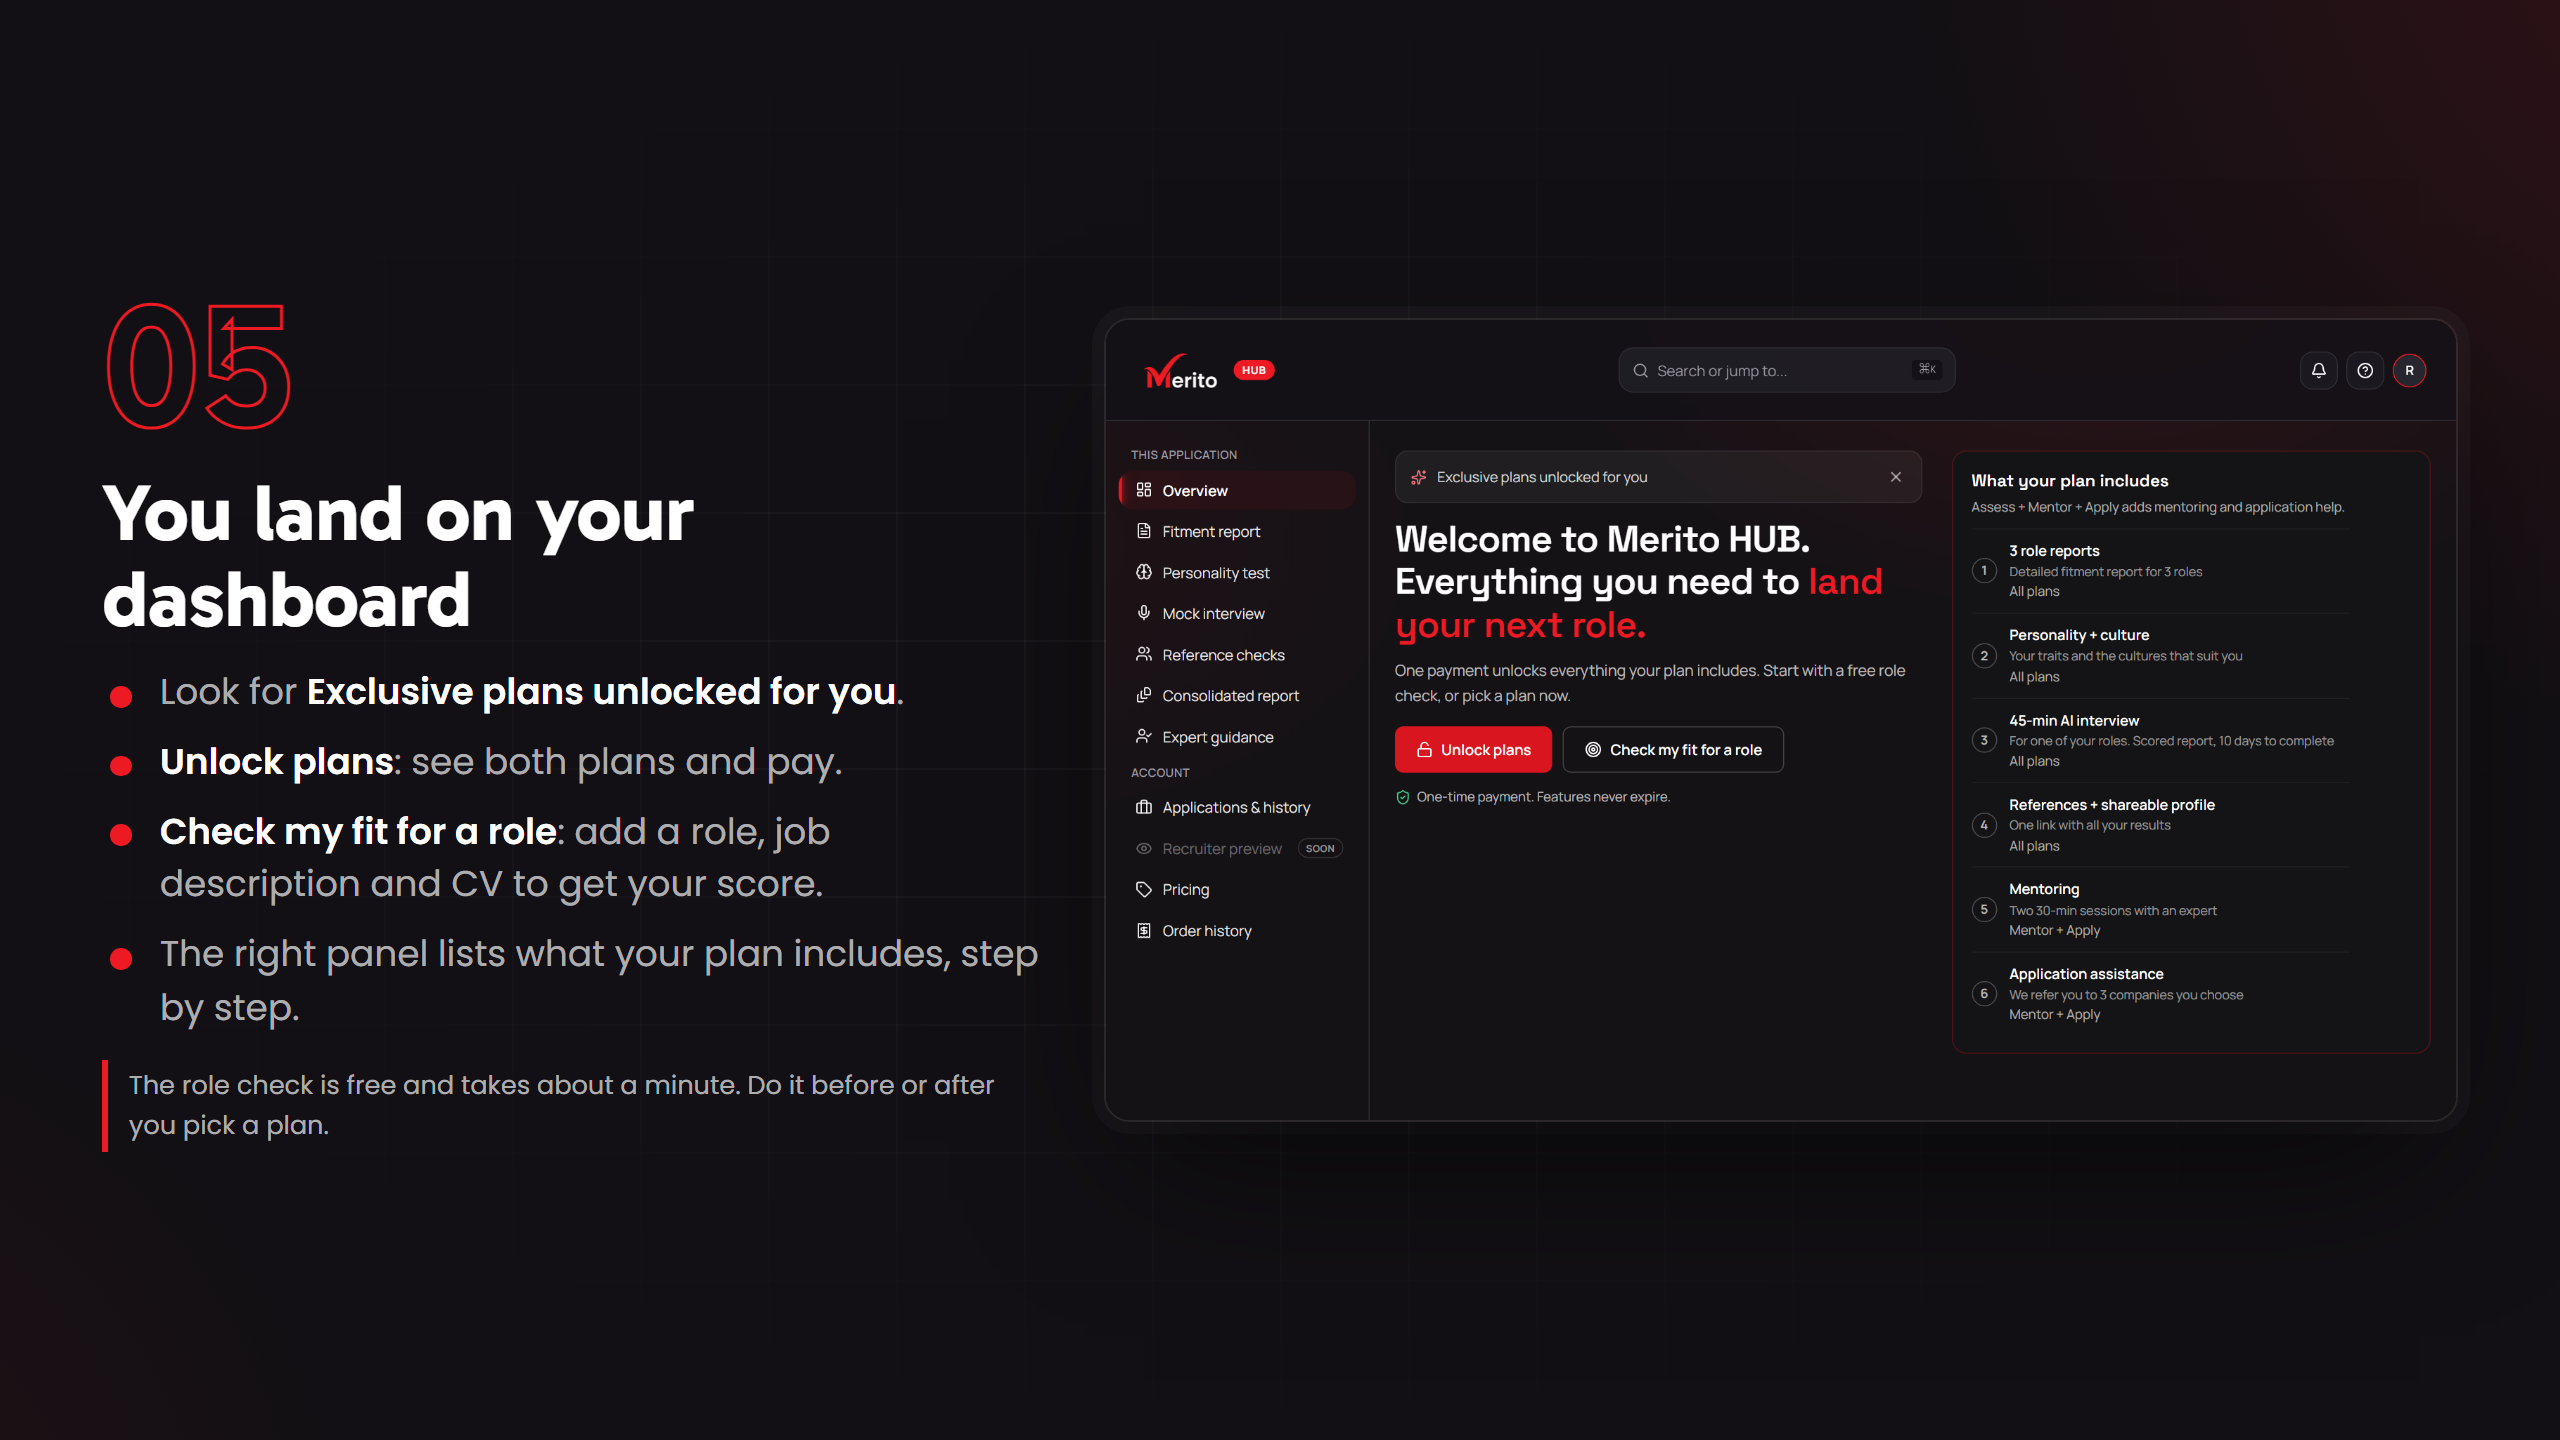 05
You land on your
dashboard
Look for Exclusive plans unlocked for you.
Unlock plans: see both plans and pay.
Check my fit for a role: add a role, job
description and CV to get your score.
The right panel lists what your plan includes, step
by step.
The role check is free and takes about a minute. Do it before or after
you pick a plan.
Merito HUB
Search or jump to... ⌘K
R
THIS APPLICATION
Overview
Fitment report
Personality test
Mock interview
Reference checks
Consolidated report
Expert guidance
ACCOUNT
Applications & history
Recruiter preview SOON
Pricing
Order history
Exclusive plans unlocked for you
Welcome to Merito HUB.
Everything you need to land
your next role.
One payment unlocks everything your plan includes. Start with a free role
check, or pick a plan now.
Unlock plans
Check my fit for a role
One-time payment. Features never expire.
What your plan includes
Assess + Mentor + Apply adds mentoring and application help.
1
3 role reports
Detailed fitment report for 3 roles
All plans
2
Personality + culture
Your traits and the cultures that suit you
All plans
3
45-min AI interview
For one of your roles. Scored report, 10 days to complete
All plans
4
References + shareable profile
One link with all your results
All plans
5
Mentoring
Two 30-min sessions with an expert
Mentor + Apply
6
Application assistance
We refer you to 3 companies you choose
Mentor + Apply